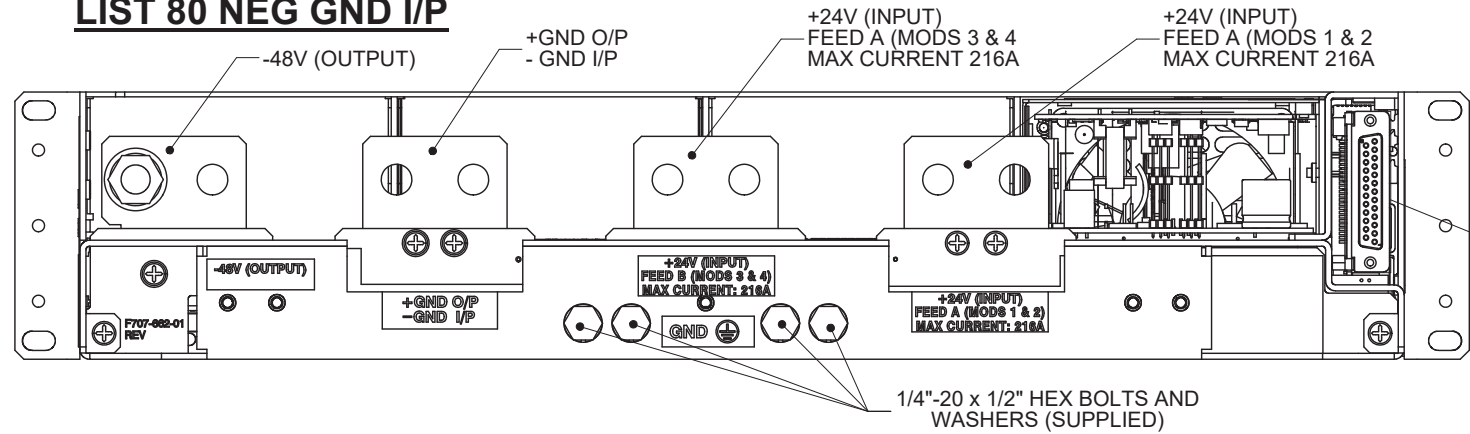 LIST 80 NEG GND I/P
-48V (OUTPUT)
+GND O/P
- GND I/P
+24V (INPUT)
FEED A (MODS 3 & 4
MAX CURRENT 216A
+24V (INPUT)
FEED A (MODS 1 & 2
MAX CURRENT 216A
-48V (OUTPUT)
+GND O/P
-GND I/P
+24V (INPUT)
FEED B (MODS 3 & 4)
MAX CURRENT: 216A
+24V (INPUT)
FEED A (MODS 1 & 2)
MAX CURRENT: 216A
F707-662-01
REV
GND
1/4"-20 x 1/2" HEX BOLTS AND
WASHERS (SUPPLIED)